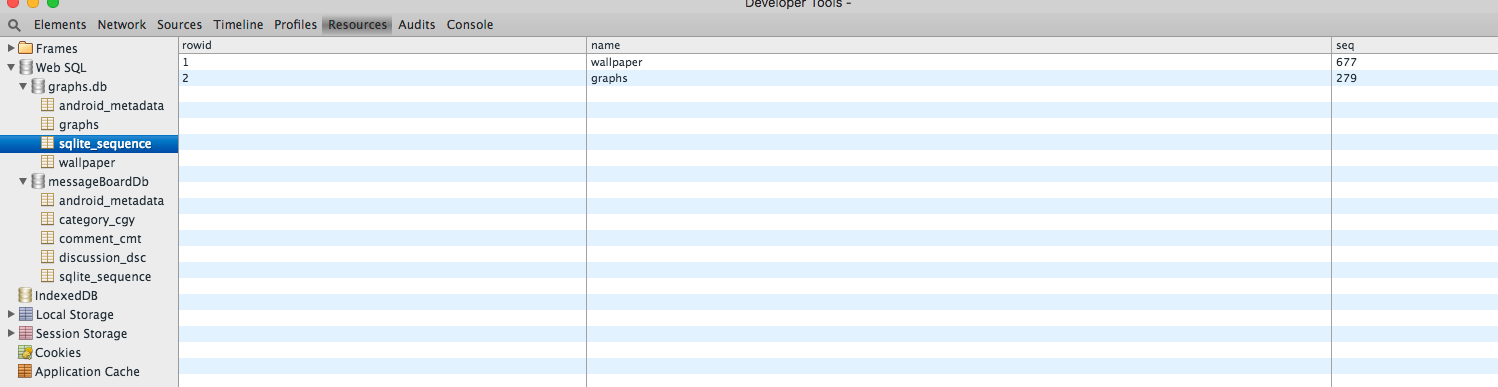 Developer Tools -
Elements Network Sources Timeline Profiles Resources Audits Console
Frames
Web SQL
graphs.db
android_metadata
graphs
sqlite_sequence
wallpaper
messageBoardDb
android_metadata
category_cgy
comment_cmt
discussion_dsc
sqlite_sequence
IndexedDB
Local Storage
Session Storage
Cookies
Application Cache
rowid name seq
1 wallpaper 677
2 graphs 279